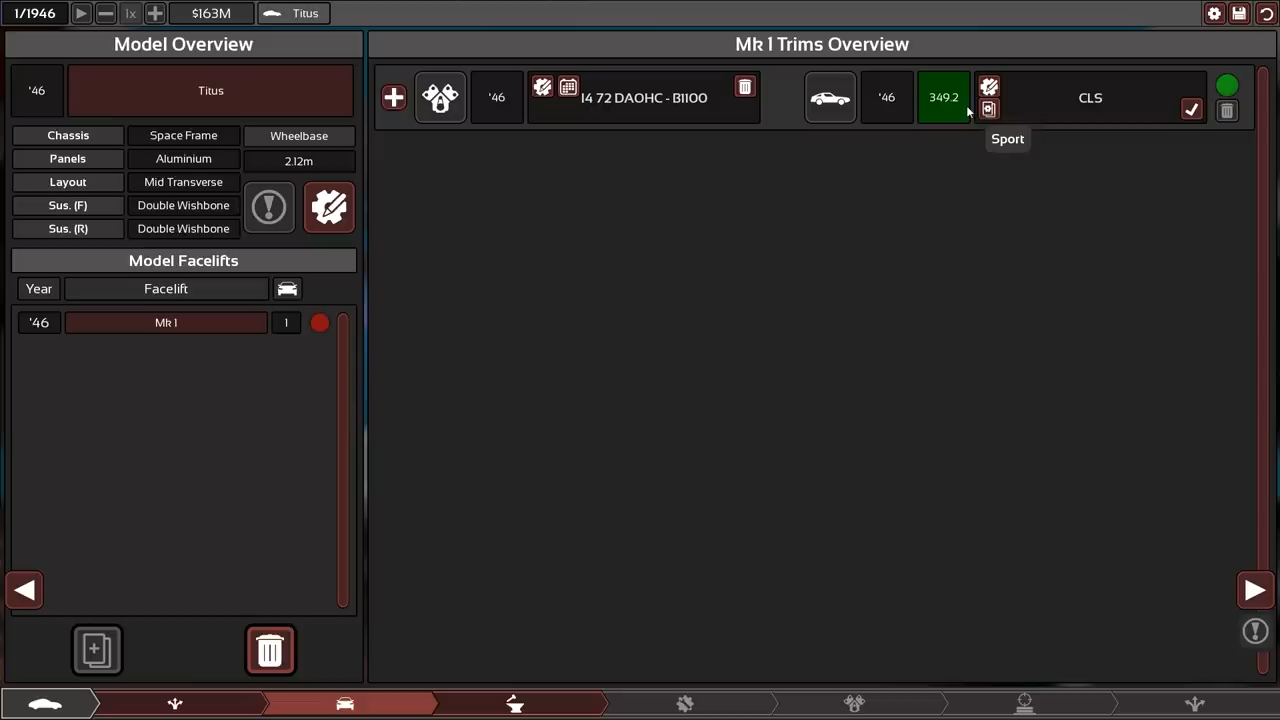 1/1946 1x $163M Titus
Model Overview
'46 Titus
Chassis Space Frame Wheelbase
Panels Aluminium 2.12m
Layout Mid Transverse
Sus. (F) Double Wishbone
Sus. (R) Double Wishbone
Model Facelifts
Year Facelift
'46 Mk 1 1
Mk 1 Trims Overview
'46 I4 72 DAOHC - B1100 '46 349.2 CLS
Sport